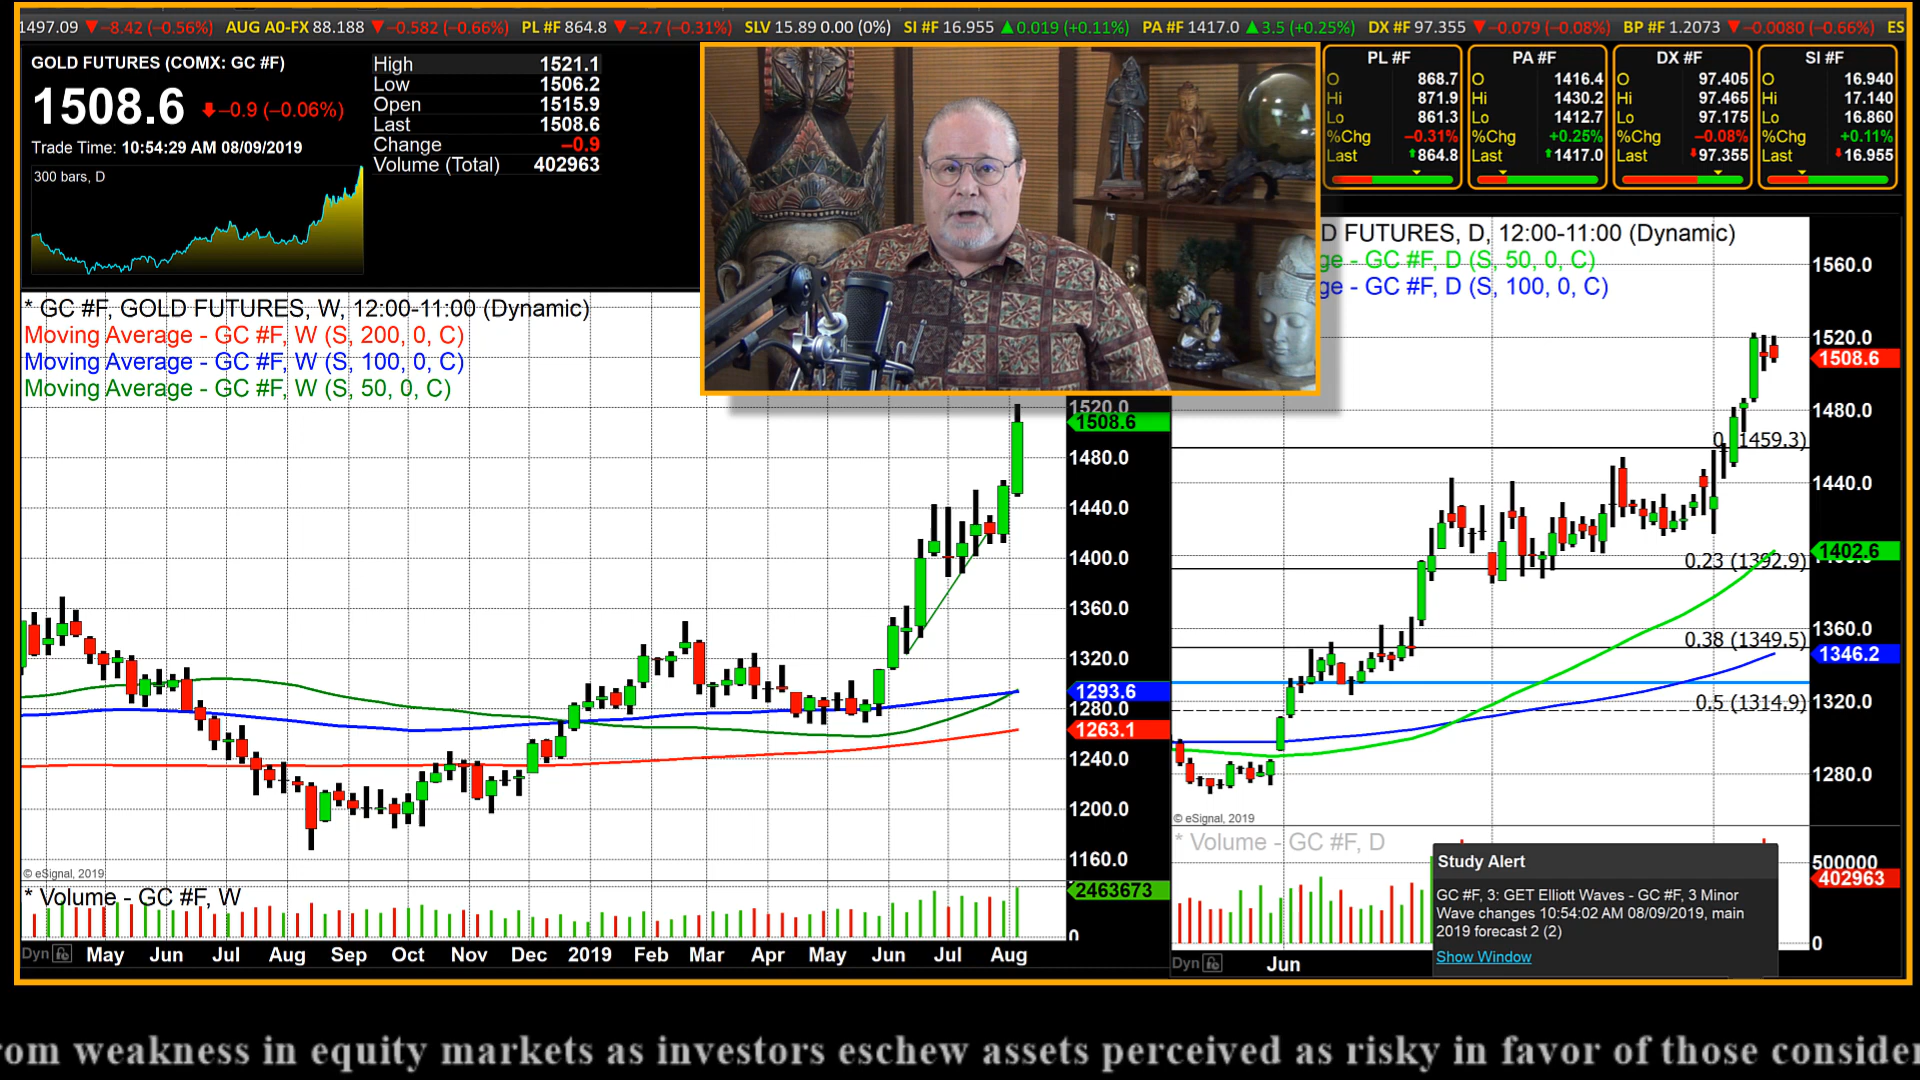 1497.09 ▼–8.42 (–0.56%) AUG A0-FX 88.188 ▼–0.582 (–0.66%) PL #F 864.8 ▼–2.7 (–0.31%) SLV 15.89 0.00 (0%) SI #F 16.955 ▲0.019 (+0.11%) PA #F 1417.0 ▲3.5 (+0.25%) DX #F 97.355 ▼–0.079 (–0.08%) BP #F 1.2073 ▼–0.0080 (–0.66%) ES
GOLD FUTURES (COMX: GC #F)
1508.6 –0.9 (–0.06%)
Trade Time: 10:54:29 AM 08/09/2019
300 bars, D
High 1521.1
Low 1506.2
Open 1515.9
Last 1508.6
Change –0.9
Volume (Total) 402963
PL #F
O 868.7
Hi 871.9
Lo 861.3
%Chg –0.31%
Last 864.8
PA #F
O 1416.4
Hi 1430.2
Lo 1412.7
%Chg +0.25%
Last 1417.0
DX #F
O 97.405
Hi 97.465
Lo 97.175
%Chg –0.08%
Last 97.355
SI #F
O 16.940
Hi 17.140
Lo 16.860
%Chg +0.11%
Last 16.955
* GC #F, GOLD FUTURES, W, 12:00-11:00 (Dynamic)
Moving Average - GC #F, W (S, 200, 0, C)
Moving Average - GC #F, W (S, 100, 0, C)
Moving Average - GC #F, W (S, 50, 0, C)
1520.0
1508.6
1480.0
1440.0
1400.0
1360.0
1320.0
1293.6
1280.0
1263.1
1240.0
1200.0
1160.0
© eSignal, 2019
* Volume - GC #F, W
2463673
0
Dyn May Jun Jul Aug Sep Oct Nov Dec 2019 Feb Mar Apr May Jun Jul Aug
D FUTURES, D, 12:00-11:00 (Dynamic)
ge - GC #F, D (S, 50, 0, C)
ge - GC #F, D (S, 100, 0, C)
1560.0
1520.0
1508.6
1480.0
0 (1459.3)
1440.0
1402.6
0.23 (1392.9)
1360.0
0.38 (1349.5)
1346.2
1320.0
0.5 (1314.9)
1280.0
© eSignal, 2019
* Volume - GC #F, D
500000
402963
0
Dyn Jun
Study Alert
GC #F, 3: GET Elliott Waves - GC #F, 3 Minor
Wave changes 10:54:02 AM 08/09/2019, main
2019 forecast 2 (2)
Show Window
rom weakness in equity markets as investors eschew assets perceived as risky in favor of those consider